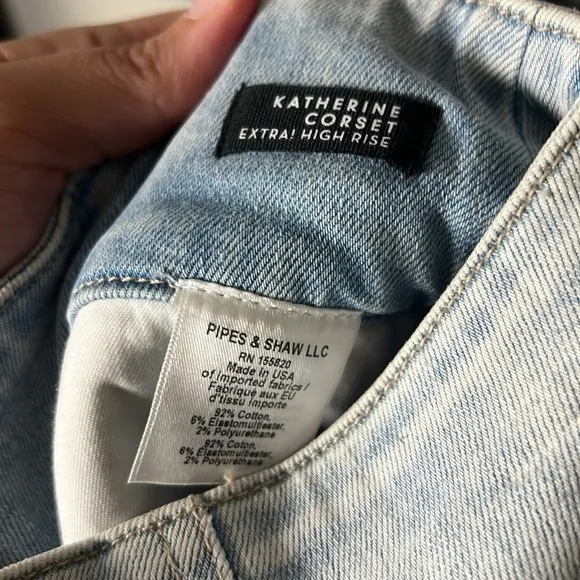 KATHERINE
CORSET
EXTRA! HIGH RISE
PIPES & SHAW LLC
RN 155820
Made in USA
of imported fabrics /
Fabriqué aux EU
d'tissu importe
92% Cotton,
6% Elastomultiester,
2% Polyurethane
92% Coton,
6% Elastomultiester,
2% Polyurethane